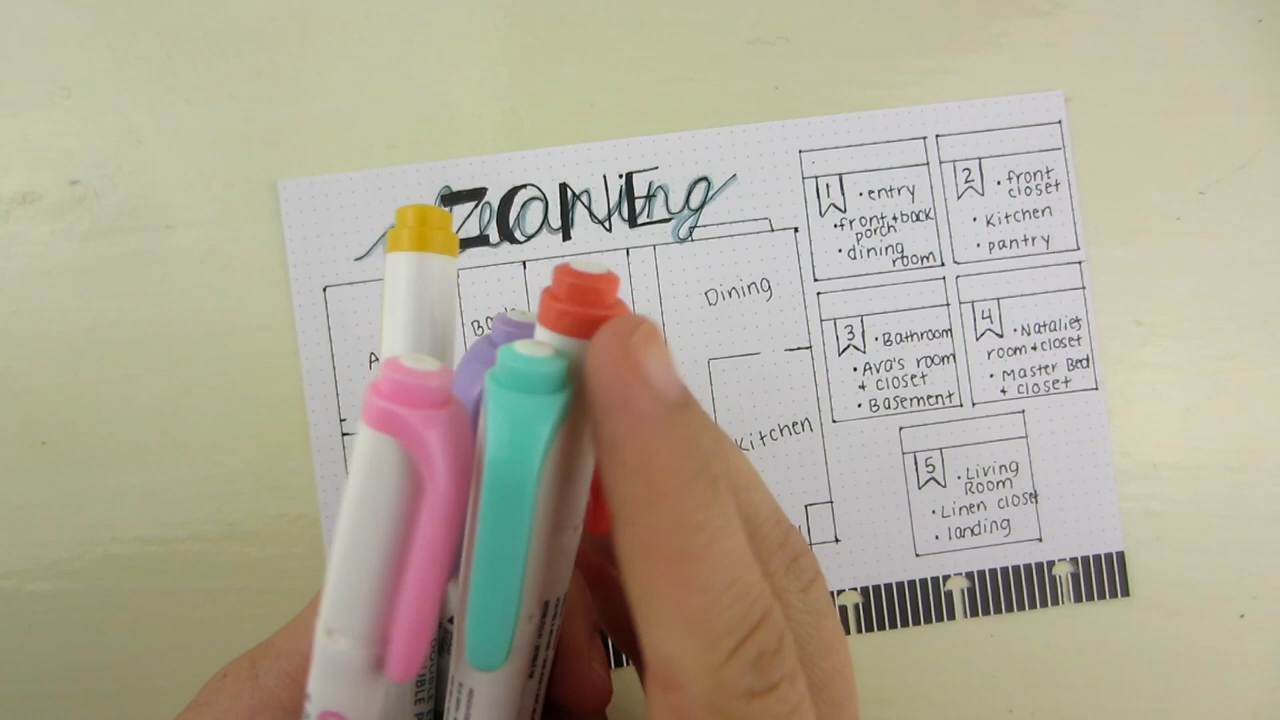 ZONE
Cleaning
Dining
Kitchen
1
• entry
• front + back
porch
• dining
room
2
• front
closet
• Kitchen
• pantry
3
• Bathroom
• Ava's room
+ closet
• Basement
4
• Natalie's
room + closet
• Master Bed
+ closet
5
• Living
Room
• Linen closet
• landing